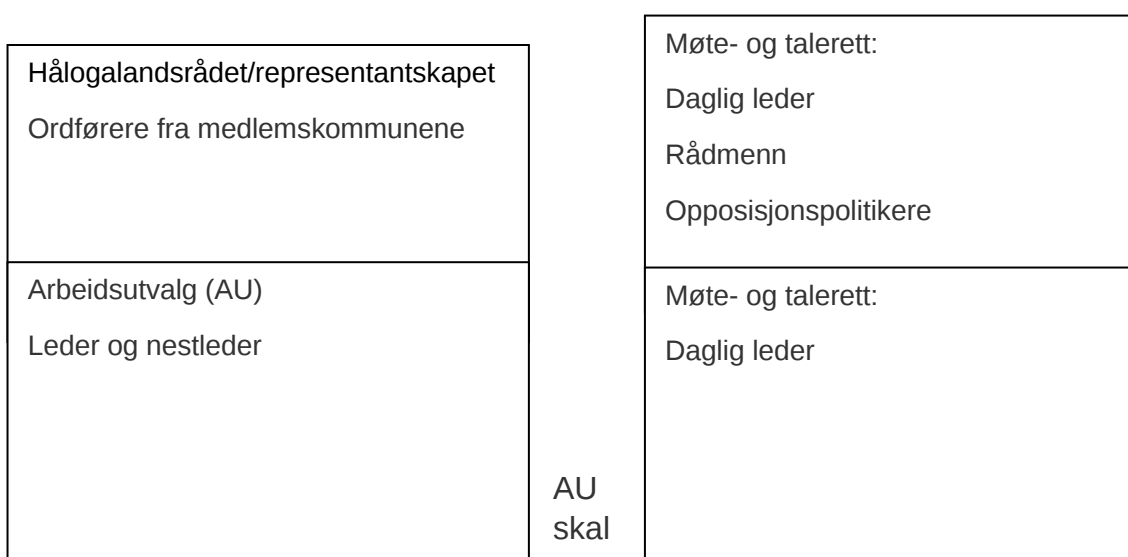 Hålogalandsrådet/representantskapet
Ordførere fra medlemskommunene
Møte- og talerett:
Daglig leder
Rådmenn
Opposisjonspolitikere
Arbeidsutvalg (AU)
Leder og nestleder
Møte- og talerett:
Daglig leder
AU
skal